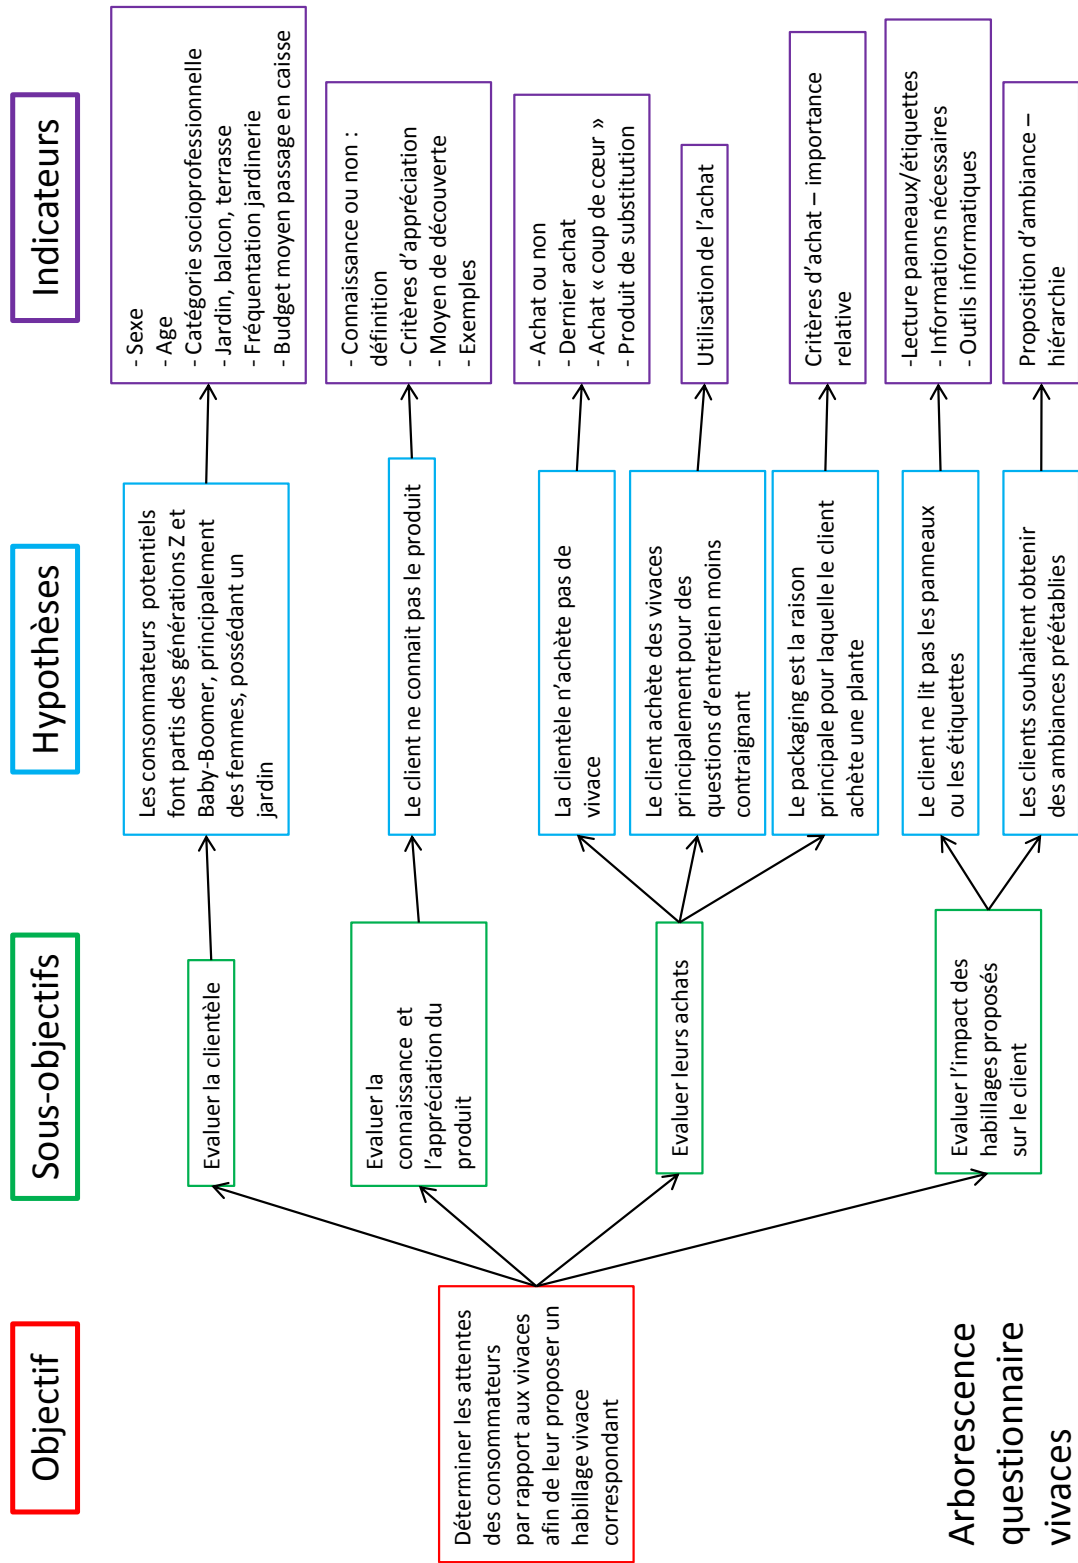 Objectif
Sous-objectifs
Hypothèses
Indicateurs
Déterminer les attentes
des consommateurs
par rapport aux vivaces
afin de leur proposer un
habillage vivace
correspondant
Evaluer la clientèle
Les consommateurs potentiels
font partis des générations Z et
Baby-Boomer, principalement
des femmes, possédant un
jardin
- Sexe
- Age
- Catégorie socioprofessionnelle
- Jardin, balcon, terrasse
- Fréquentation jardinerie
- Budget moyen passage en caisse
Evaluer la
connaissance et
l’appréciation du
produit
Le client ne connait pas le produit
- Connaissance ou non :
définition
- Critères d’appréciation
- Moyen de découverte
- Exemples
Evaluer leurs achats
La clientèle n’achète pas de
vivace
- Achat ou non
- Dernier achat
- Achat « coup de cœur »
- Produit de substitution
Le client achète des vivaces
principalement pour des
questions d’entretien moins
contraignant
Utilisation de l’achat
Le packaging est la raison
principale pour laquelle le client
achète une plante
Critères d’achat – importance
relative
Evaluer l’impact des
habillages proposés
sur le client
Le client ne lit pas les panneaux
ou les étiquettes
-Lecture panneaux/étiquettes
- Informations nécessaires
- Outils informatiques
Les clients souhaitent obtenir
des ambiances préétablies
Proposition d’ambiance –
hiérarchie
Arborescence
questionnaire
vivaces